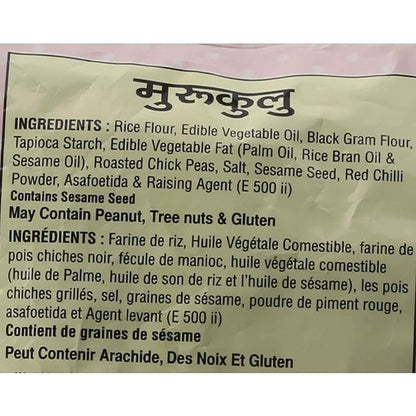 मुरूकुलु
INGREDIENTS : Rice Flour, Edible Vegetable Oil, Black Gram Flour,
Tapioca Starch, Edible Vegetable Fat (Palm Oil, Rice Bran Oil &
Sesame Oil), Roasted Chick Peas, Salt, Sesame Seed, Red Chilli
Powder, Asafoetida & Raising Agent (E 500 ii)
Contains Sesame Seed
May Contain Peanut, Tree nuts & Gluten
INGRÉDIENTS : Farine de riz, Huile Végétale Comestible, farine de
pois chiches noir, fécule de manioc, huile végétale comestible
(huile de Palme, huile de son de riz et l'huile de sésame), les pois
chiches grillés, sel, graines de sésame, poudre de piment rouge,
asafoetida et Agent levant (E 500 ii)
Contient de graines de sésame
Peut Contenir Arachide, Des Noix Et Gluten